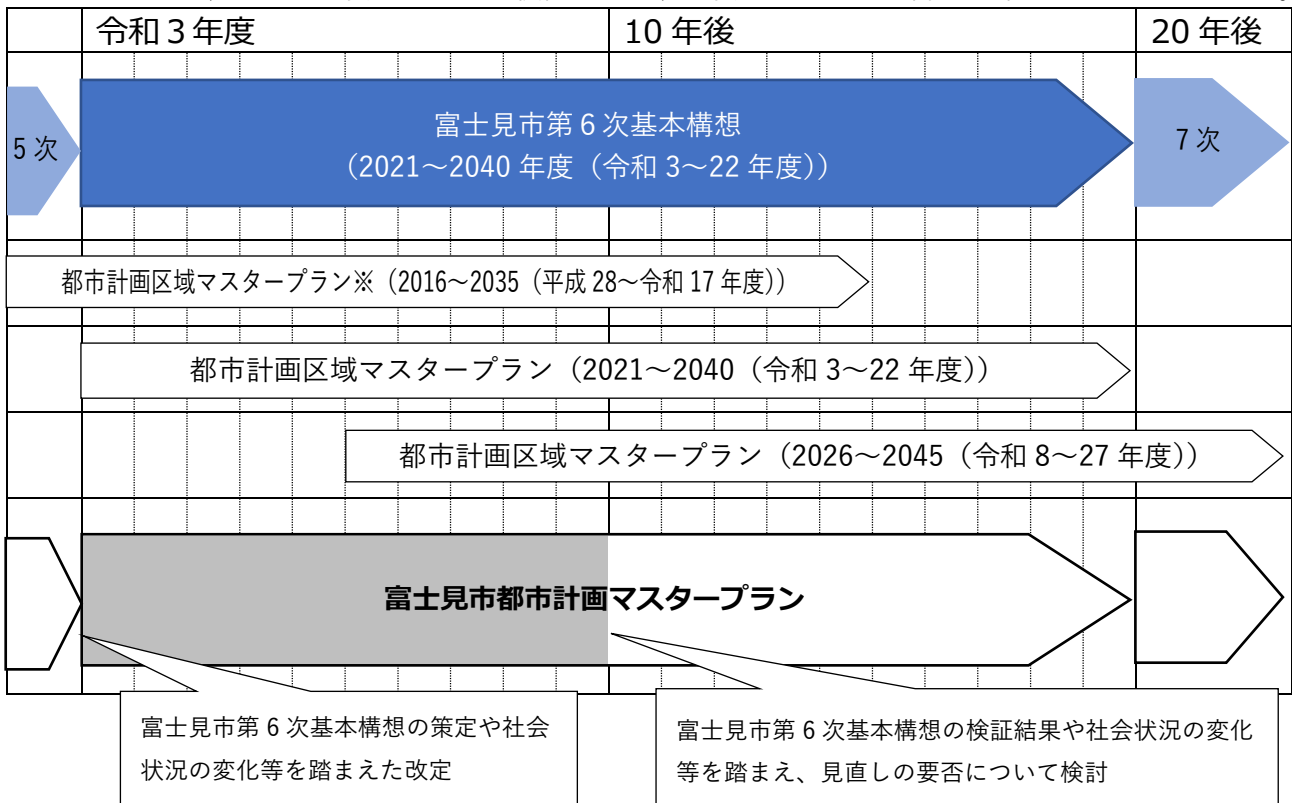 令和３年度
10 年後
20 年後
5 次
富士見市第 6 次基本構想
（2021～2040 年度（令和 3～22 年度））
7 次
都市計画区域マスタープラン※（2016～2035（平成 28～令和 17 年度））
都市計画区域マスタープラン（2021～2040（令和 3～22 年度））
都市計画区域マスタープラン（2026～2045（令和 8～27 年度））
富士見市都市計画マスタープラン
富士見市第 6 次基本構想の策定や社会
状況の変化等を踏まえた改定
富士見市第 6 次基本構想の検証結果や社会状況の変化
等を踏まえ、見直しの要否について検討